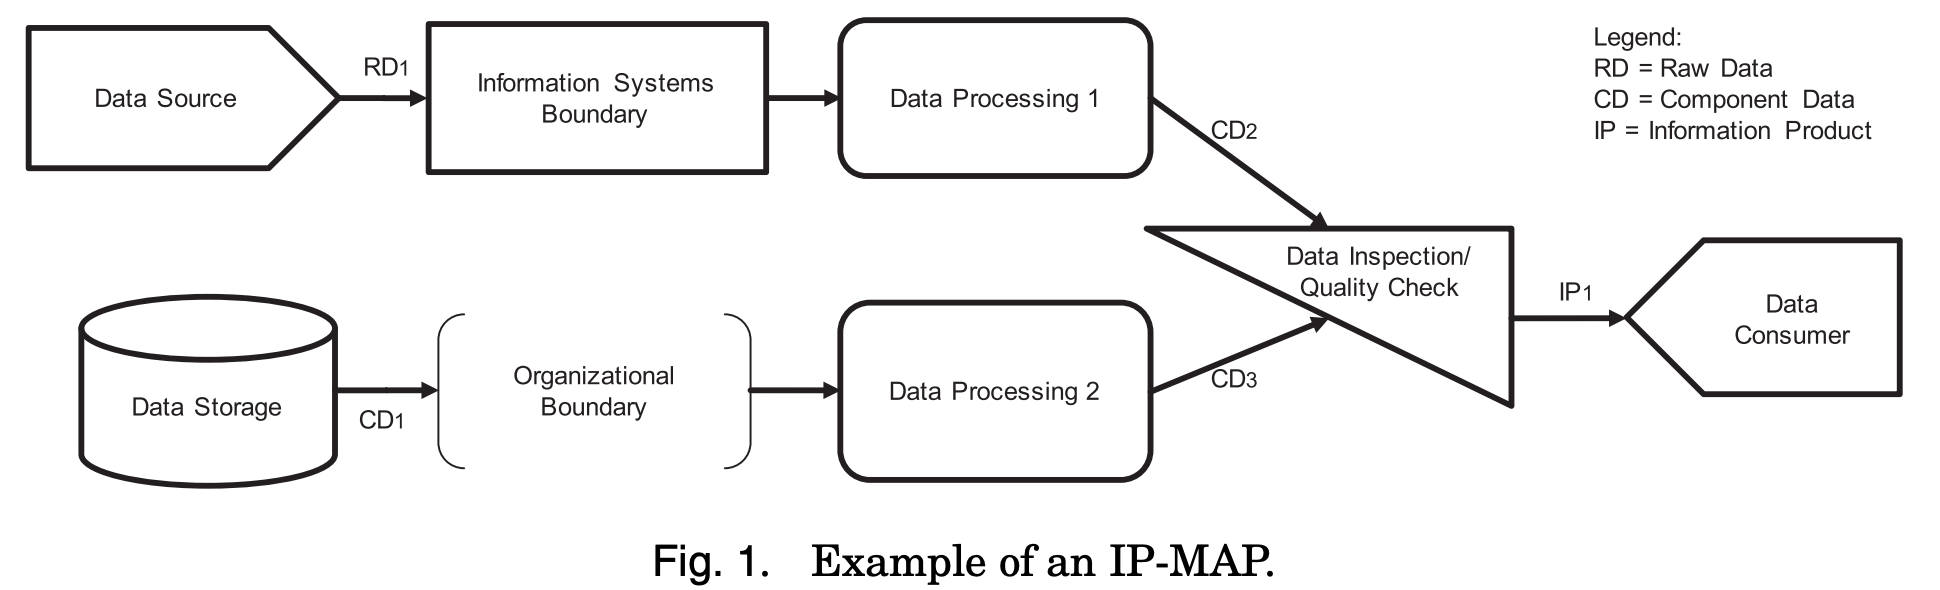 Data Source
RD1
Information Systems
Boundary
Data Processing 1
CD2
Legend:
RD = Raw Data
CD = Component Data
IP = Information Product
Data Inspection/
Quality Check
IP1
Data
Consumer
Data Storage
CD1
Organizational
Boundary
Data Processing 2
CD3
Fig. 1. Example of an IP-MAP.